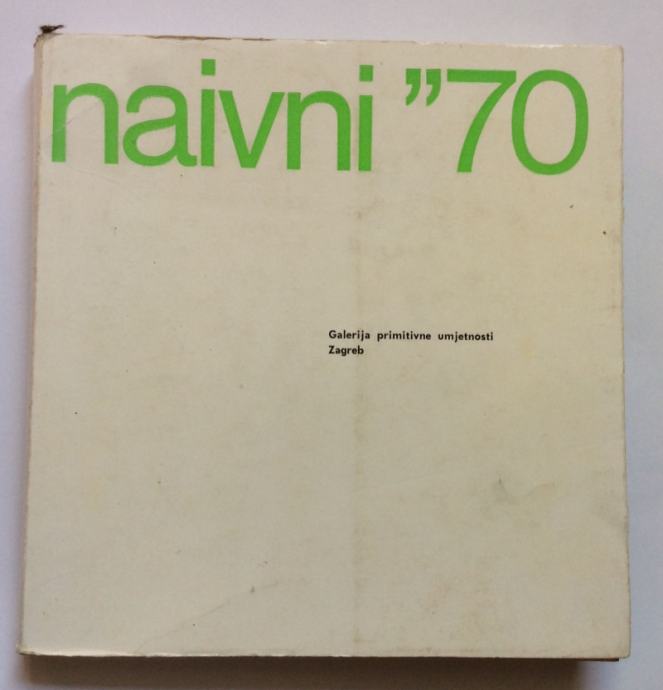 naivni ”70
Galerija primitivne umjetnosti
Zagreb